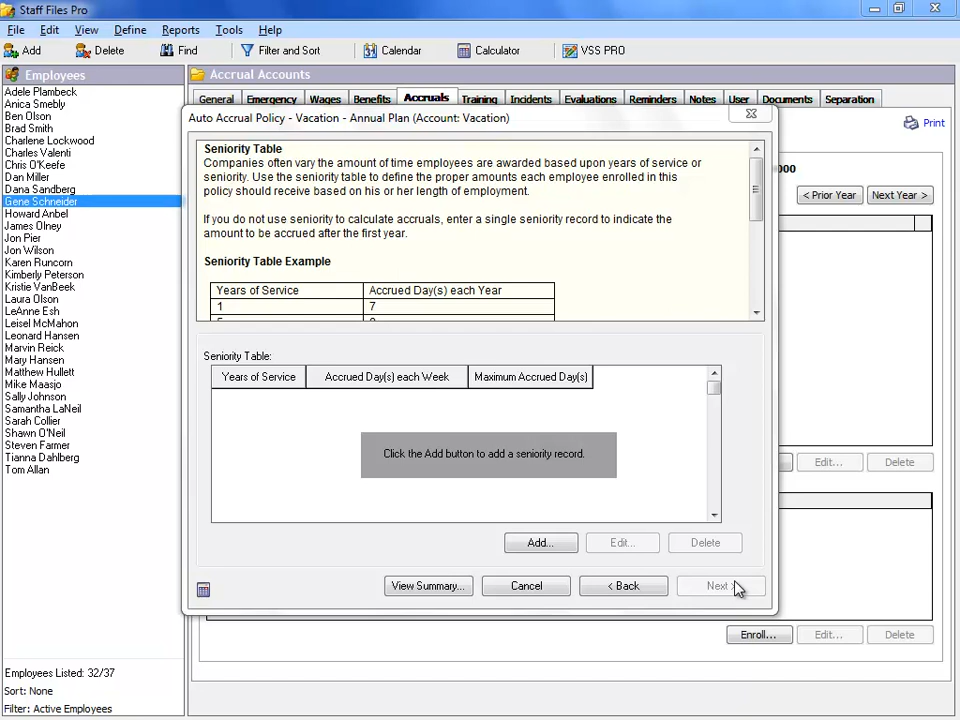 Staff Files Pro
File Edit View Define Reports Tools Help
Add Delete Find Filter and Sort Calendar Calculator VSS PRO
Employees
Adele Plambeck
Anica Smebly
Ben Olson
Brad Smith
Charlene Lockwood
Charles Valenti
Chris O'Keefe
Dan Miller
Dana Sandberg
Gene Schneider
Howard Anbel
James Olney
Jon Pier
Jon Wilson
Karen Runcorn
Kimberly Peterson
Kristie VanBeek
Laura Olson
LeAnne Esh
Leisel McMahon
Leonard Hansen
Marvin Reick
Mary Hansen
Matthew Hullett
Mike Maasjo
Sally Johnson
Samantha LaNeil
Sarah Collier
Shawn O'Neil
Steven Farmer
Tianna Dahlberg
Tom Allan
Employees Listed: 32/37
Sort: None
Filter: Active Employees
Accrual Accounts
General Emergency Wages Benefits Accruals Training Incidents Evaluations Reminders Notes User Documents Separation
Print
< Prior Year Next Year >
Edit... Delete
Enroll... Edit... Delete
Auto Accrual Policy - Vacation - Annual Plan (Account: Vacation)
Seniority Table
Companies often vary the amount of time employees are awarded based upon years of service or
seniority. Use the seniority table to define the proper amounts each employee enrolled in this
policy should receive based on his or her length of employment.
If you do not use seniority to calculate accruals, enter a single seniority record to indicate the
amount to be accrued after the first year.
Seniority Table Example
Years of Service Accrued Day(s) each Year
1 7
Seniority Table:
Years of Service Accrued Day(s) each Week Maximum Accrued Day(s)
Click the Add button to add a seniority record.
Add... Edit... Delete
View Summary... Cancel < Back Next